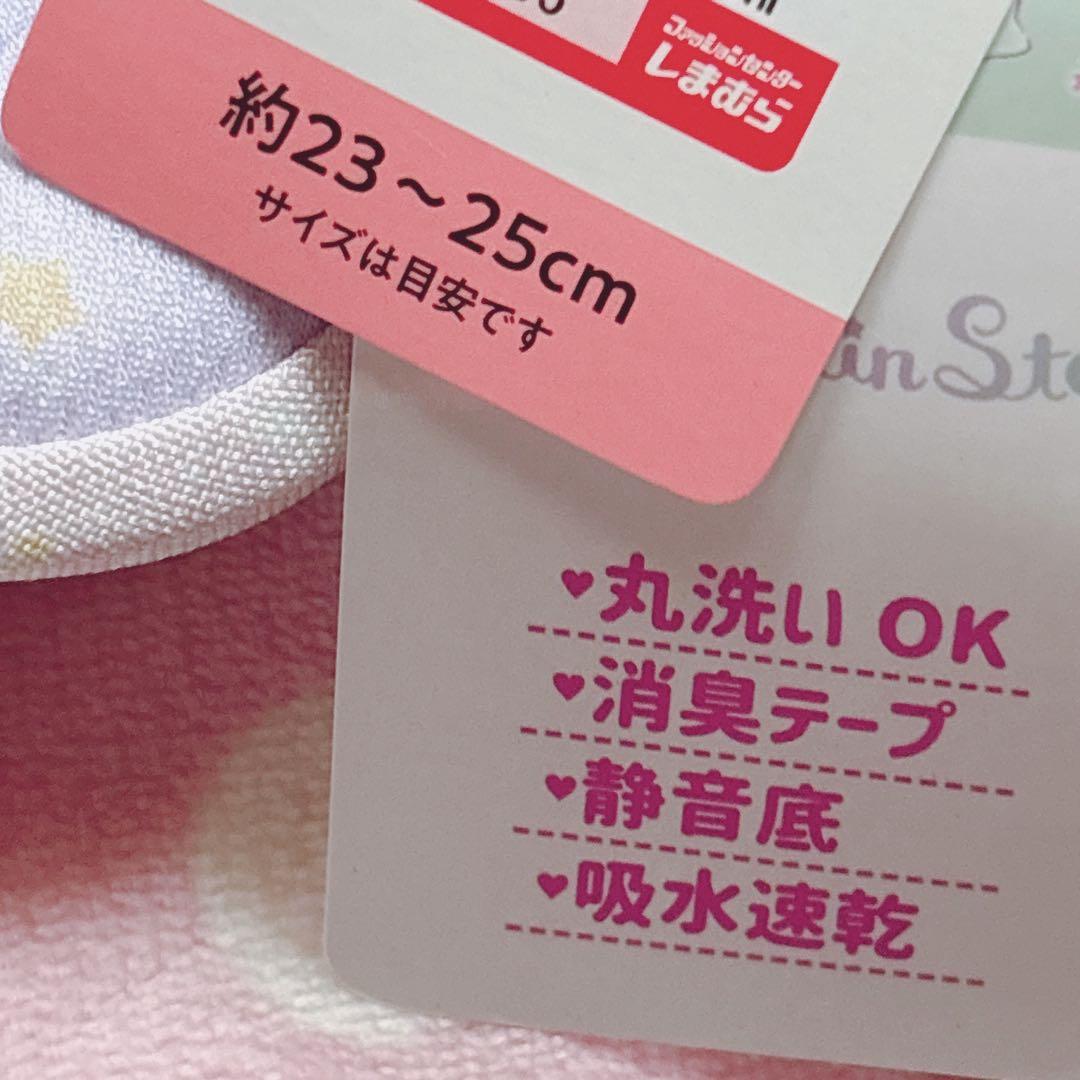 ファッションセンター
しまむら
約23～25cm
サイズは目安です
♥丸洗い OK
♥消臭テープ
♥静音底
♥吸水速乾